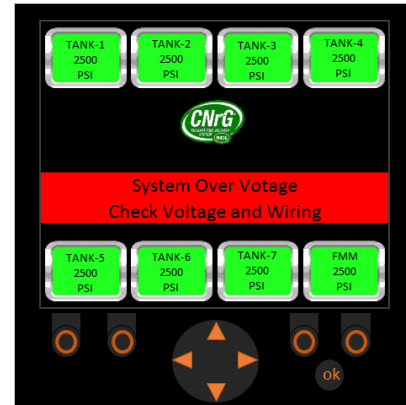 TANK-1
2500
PSI
TANK-2
2500
PSI
TANK-3
2500
PSI
TANK-4
2500
PSI
CNrG
System Over Votage
Check Voltage and Wiring
TANK-5
2500
PSI
TANK-6
2500
PSI
TANK-7
2500
PSI
FMM
2500
PSI
ok